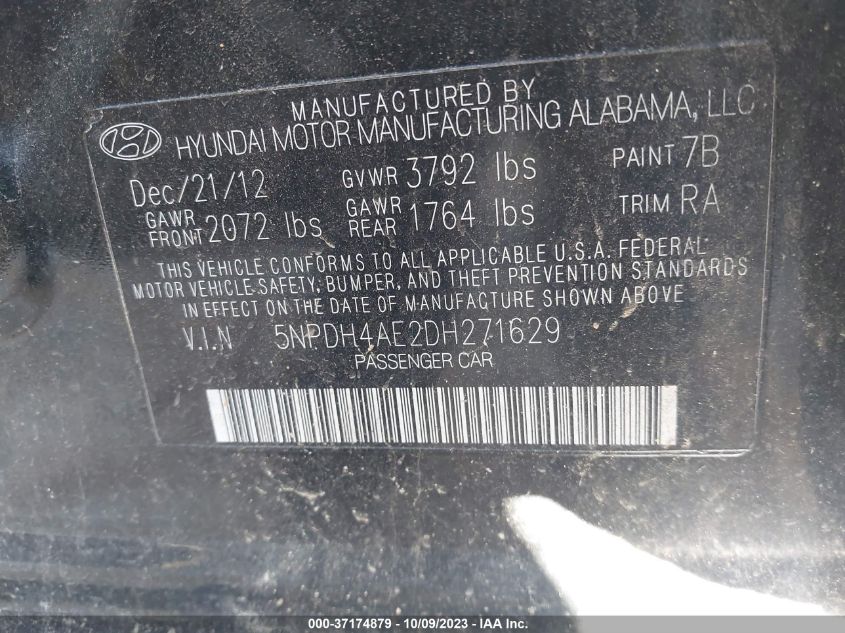 MANUFACTURED BY
HYUNDAI MOTOR MANUFACTURING ALABAMA, LLC
Dec/21/12 GVWR 3792 lbs PAINT 7B
GAWR FRONT 2072 lbs GAWR REAR 1764 lbs TRIM RA
THIS VEHICLE CONFORMS TO ALL APPLICABLE U.S.A. FEDERAL
MOTOR VEHICLE SAFETY, BUMPER, AND THEFT PREVENTION STANDARDS
IN EFFECT ON THE DATE OF MANUFACTURE SHOWN ABOVE.
V.I.N 5NPDH4AE2DH271629
PASSENGER CAR
000-37174879 - 10/09/2023 - IAA Inc.